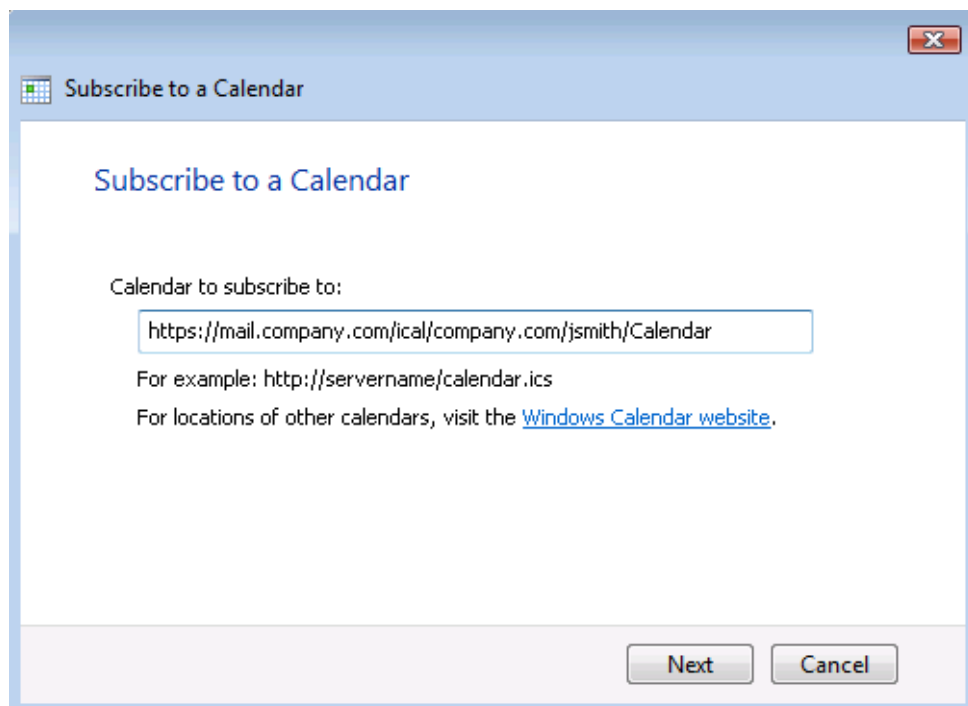 Subscribe to a Calendar
Subscribe to a Calendar
Calendar to subscribe to:
https://mail.company.com/ical/company.com/jsmith/Calendar
For example: http://servername/calendar.ics
For locations of other calendars, visit the Windows Calendar website.
Next Cancel